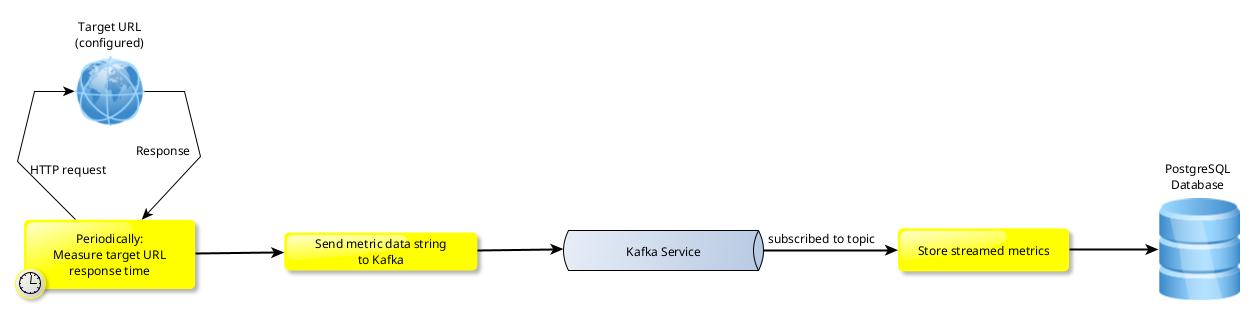 Target URL
(configured)
HTTP request
Response
Periodically:
Measure target URL
response time
Send metric data string
to Kafka
Kafka Service
subscribed to topic
Store streamed metrics
PostgreSQL
Database